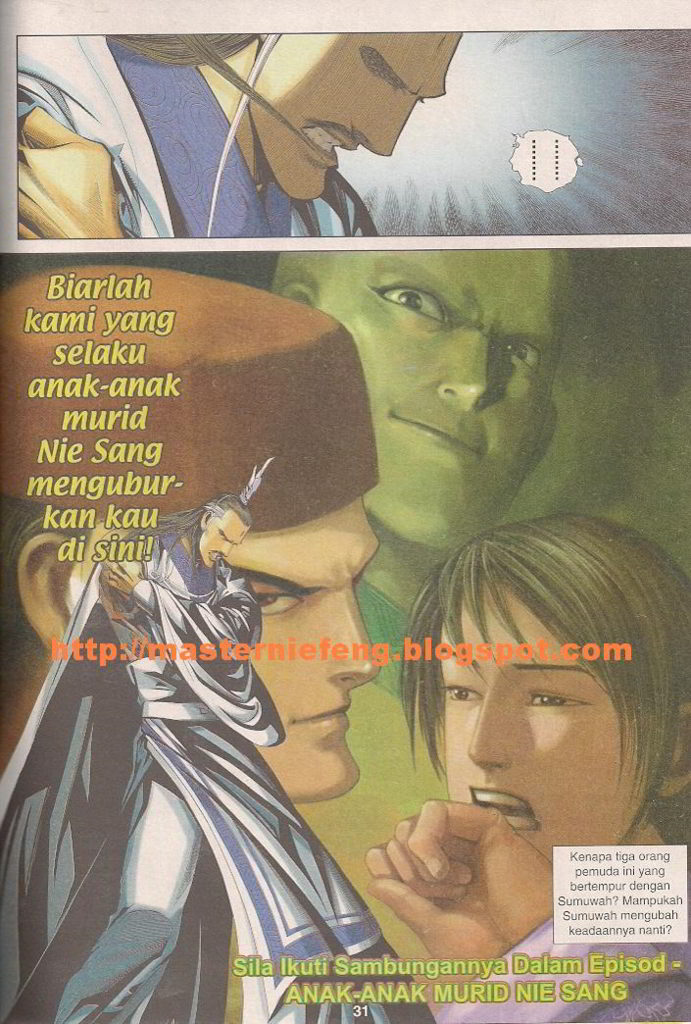 Biarlah
kami yang
selaku
anak-anak
murid
Nie Sang
mengubur-
kan kau
di sini!
http://masterniefeng.blogspot.com
Kenapa tiga orang
pemuda ini yang
bertempur dengan
Sumuwah? Mampukah
Sumuwah mengubah
keadaannya nanti?
Sila Ikuti Sambungannya Dalam Episod -
ANAK-ANAK MURID NIE SANG
31